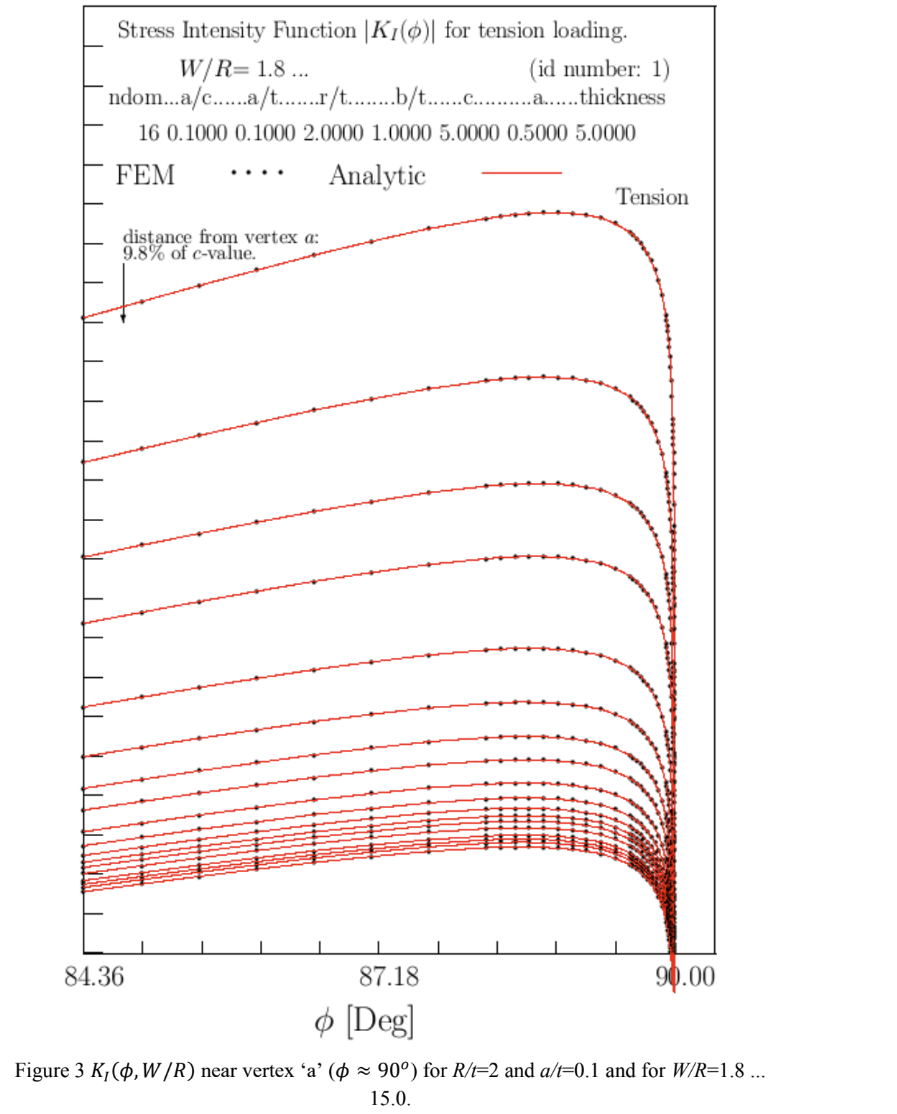 Stress Intensity Function |K_I(ϕ)| for tension loading.
W/R= 1.8 ... (id number: 1)
ndom...a/c......a/t.......r/t........b/t......c..........a......thickness
16 0.1000 0.1000 2.0000 1.0000 5.0000 0.5000 5.0000
FEM •••• Analytic
Tension
distance from vertex a:
9.8% of c-value.
84.36 87.18 90.00
ϕ [Deg]
Figure 3 K_I(ϕ, W/R) near vertex ‘a’ (ϕ ≈ 90°) for R/t=2 and a/t=0.1 and for W/R=1.8 ...
15.0.